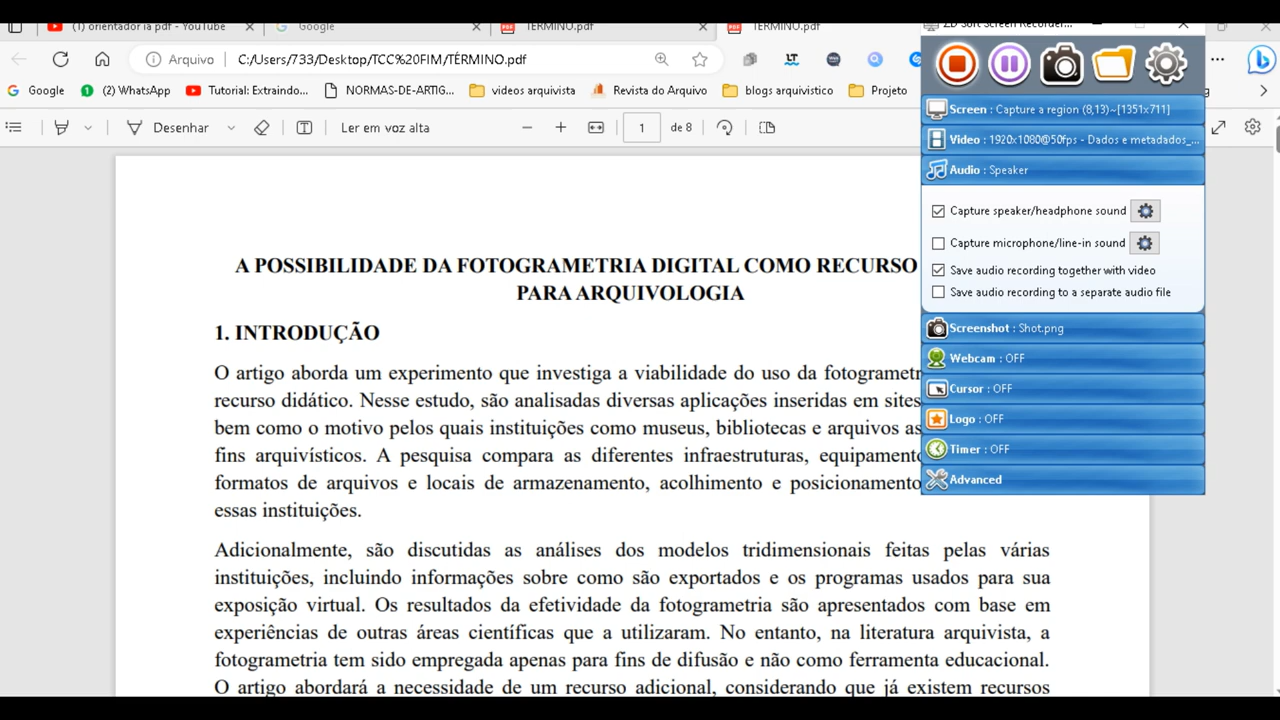 (1) orientador ia pdf - YouTube
Google
TÉRMINO.pdf
TÉRMINO.pdf
ZD Soft Screen Recorder...
Arquivo
C:/Users/733/Desktop/TCC%20FIM/TÉRMINO.pdf
Google
(2) WhatsApp
Tutorial: Extraindo...
NORMAS-DE-ARTIG...
videos arquivista
Revista do Arquivo
blogs arquivistico
Projeto
Desenhar
Ler em voz alta
1
de 8
Screen : Capture a region (8,13)~[1351x711]
Video : 1920x1080@50fps - Dados e metadados_...
Audio : Speaker
Capture speaker/headphone sound
Capture microphone/line-in sound
Save audio recording together with video
Save audio recording to a separate audio file
Screenshot : Shot.png
Webcam : OFF
Cursor : OFF
Logo : OFF
Timer : OFF
Advanced
A POSSIBILIDADE DA FOTOGRAMETRIA DIGITAL COMO RECURSO
PARA ARQUIVOLOGIA
1. INTRODUÇÃO
O artigo aborda um experimento que investiga a viabilidade do uso da fotogrametr
recurso didático. Nesse estudo, são analisadas diversas aplicações inseridas em sites
bem como o motivo pelos quais instituições como museus, bibliotecas e arquivos as
fins arquivísticos. A pesquisa compara as diferentes infraestruturas, equipamento
formatos de arquivos e locais de armazenamento, acolhimento e posicionamento
essas instituições.
Adicionalmente, são discutidas as análises dos modelos tridimensionais feitas pelas várias
instituições, incluindo informações sobre como são exportados e os programas usados para sua
exposição virtual. Os resultados da efetividade da fotogrametria são apresentados com base em
experiências de outras áreas científicas que a utilizaram. No entanto, na literatura arquivista, a
fotogrametria tem sido empregada apenas para fins de difusão e não como ferramenta educacional.
O artigo abordará a necessidade de um recurso adicional, considerando que já existem recursos